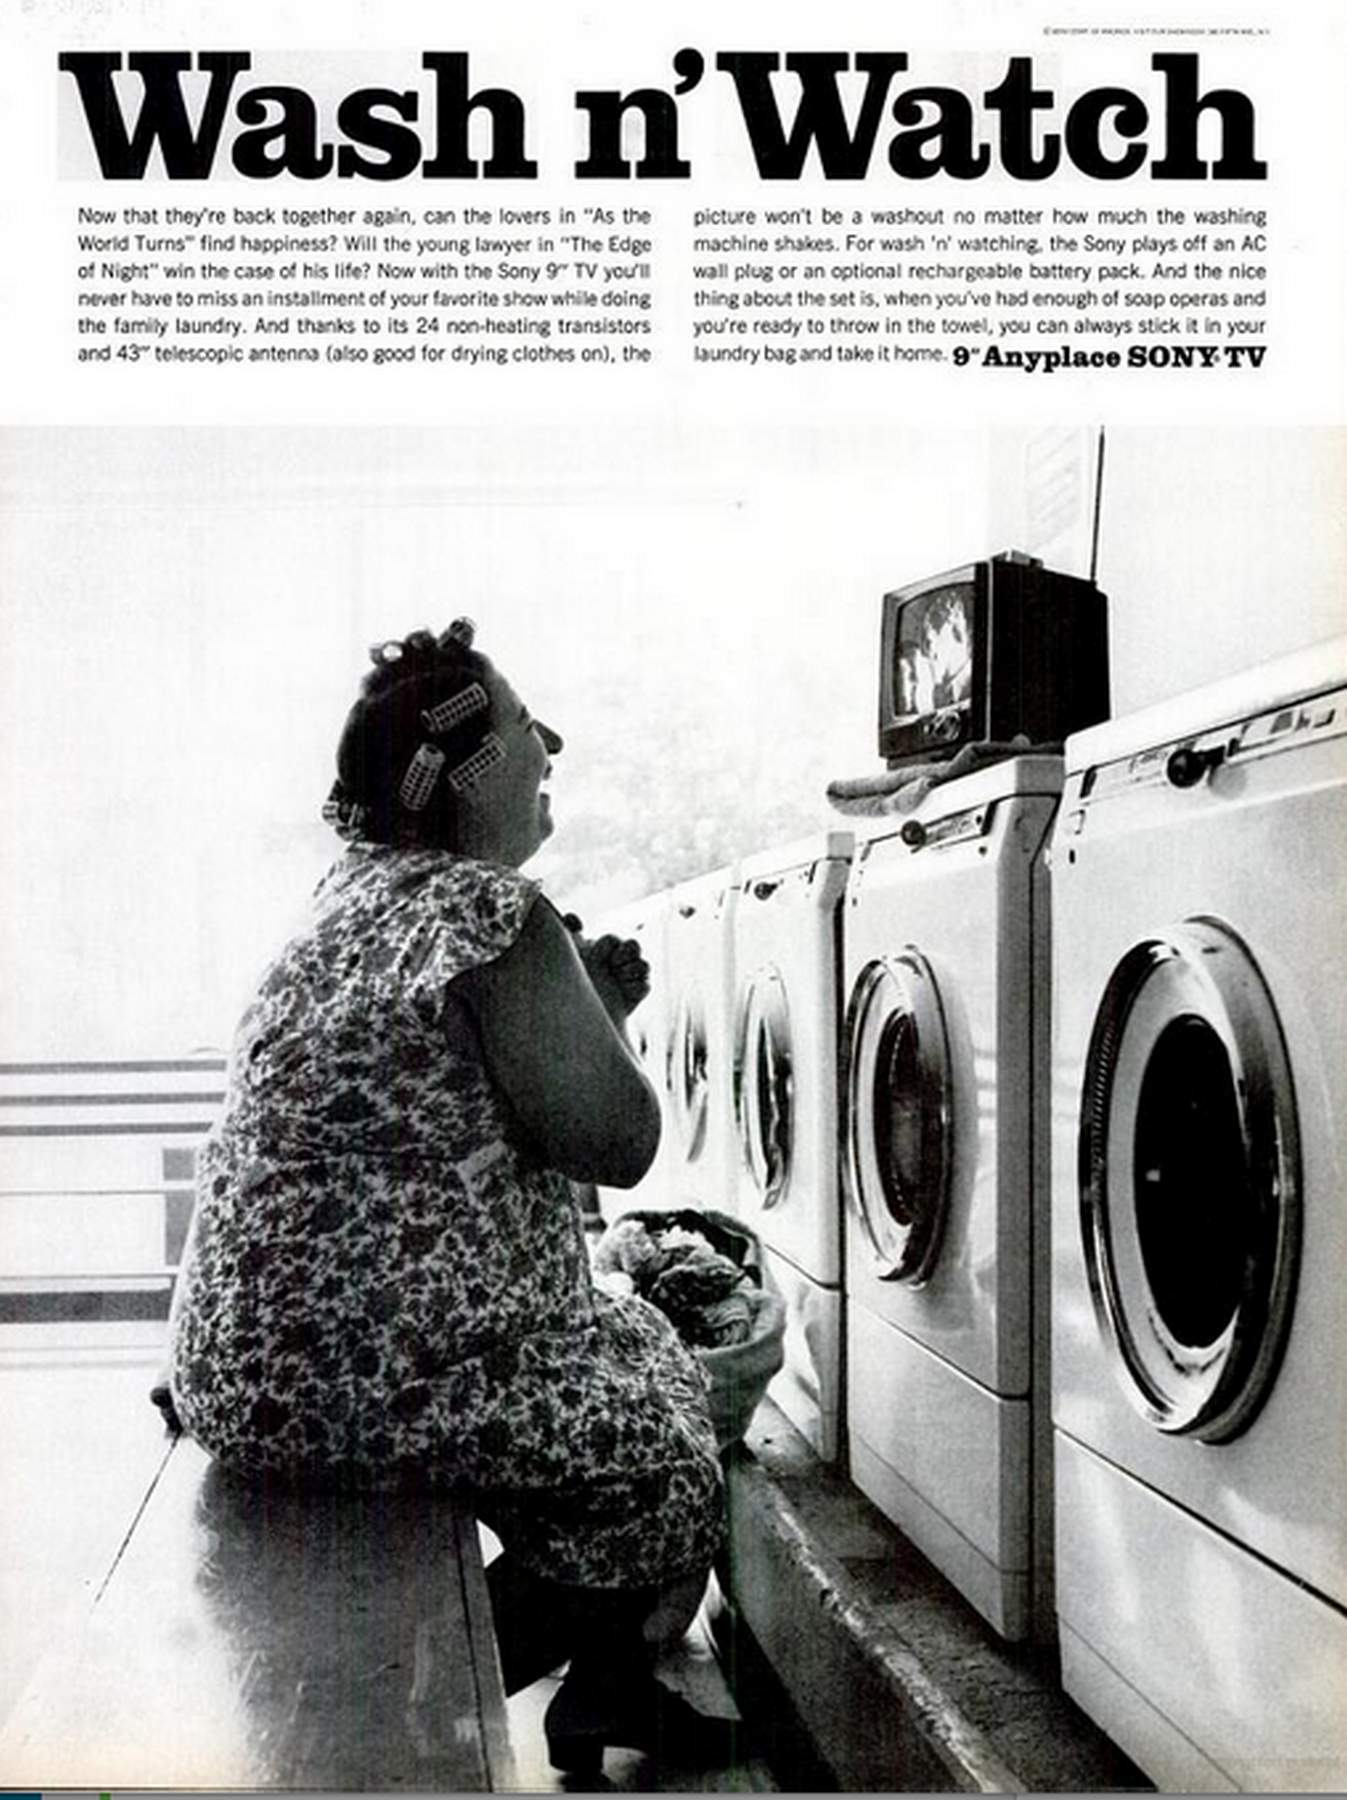 Wash n' Watch
Now that they're back together again, can the lovers in "As the
World Turns" find happiness? Will the young lawyer in "The Edge
of Night" win the case of his life? Now with the Sony 9" TV you'll
never have to miss an installment of your favorite show while doing
the family laundry. And thanks to its 24 non-heating transistors
and 43" telescopic antenna (also good for drying clothes on), the
picture won't be a washout no matter how much the washing
machine shakes. For wash 'n' watching, the Sony plays off an AC
wall plug or an optional rechargeable battery pack. And the nice
thing about the set is, when you've had enough of soap operas and
you're ready to throw in the towel, you can always stick it in your
laundry bag and take it home. 9" Anyplace SONY TV